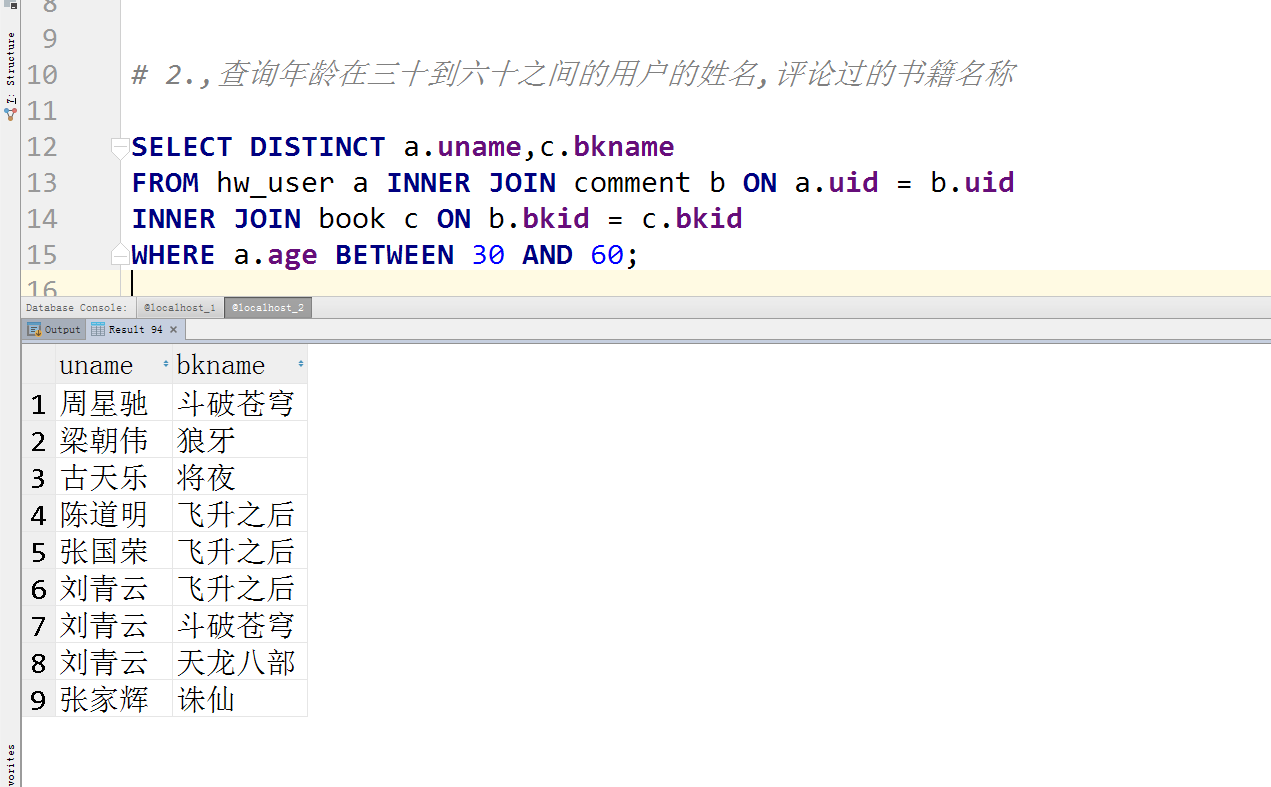 8
9
10 # 2.,查询年龄在三十到六十之间的用户的姓名,评论过的书籍名称
11
12 SELECT DISTINCT a.uname,c.bkname
13 FROM hw_user a INNER JOIN comment b ON a.uid = b.uid
14 INNER JOIN book c ON b.bkid = c.bkid
15 WHERE a.age BETWEEN 30 AND 60;
16
7: Structure
Database Console: @localhost_1 @localhost_2
Output Result 94 ×
uname bkname
1 周星驰 斗破苍穹
2 梁朝伟 狼牙
3 古天乐 将夜
4 陈道明 飞升之后
5 张国荣 飞升之后
6 刘青云 飞升之后
7 刘青云 斗破苍穹
8 刘青云 天龙八部
9 张家辉 诛仙
vorites